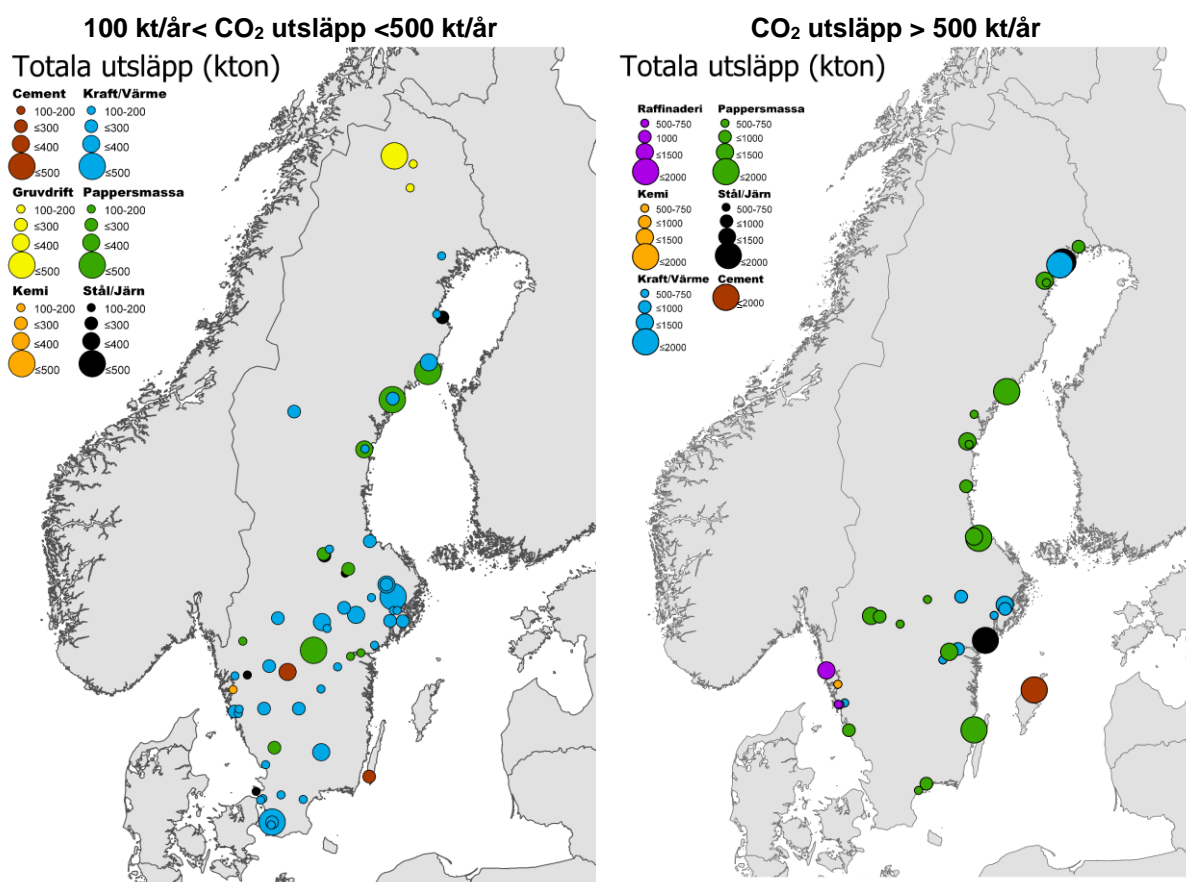 100 kt/år< CO₂ utsläpp <500 kt/år
Totala utsläpp (kton)
Cement
100-200
≤300
≤400
≤500
Kraft/Värme
100-200
≤300
≤400
≤500
Gruvdrift
100-200
≤300
≤400
≤500
Pappersmassa
100-200
≤300
≤400
≤500
Kemi
100-200
≤300
≤400
≤500
Stål/Järn
100-200
≤300
≤400
≤500
CO₂ utsläpp > 500 kt/år
Totala utsläpp (kton)
Raffinaderi
500-750
1000
≤1500
≤2000
Pappersmassa
500-750
≤1000
≤1500
≤2000
Kemi
500-750
≤1000
≤1500
≤2000
Stål/Järn
500-750
≤1000
≤1500
≤2000
Kraft/Värme
500-750
≤1000
≤1500
≤2000
Cement
≤2000